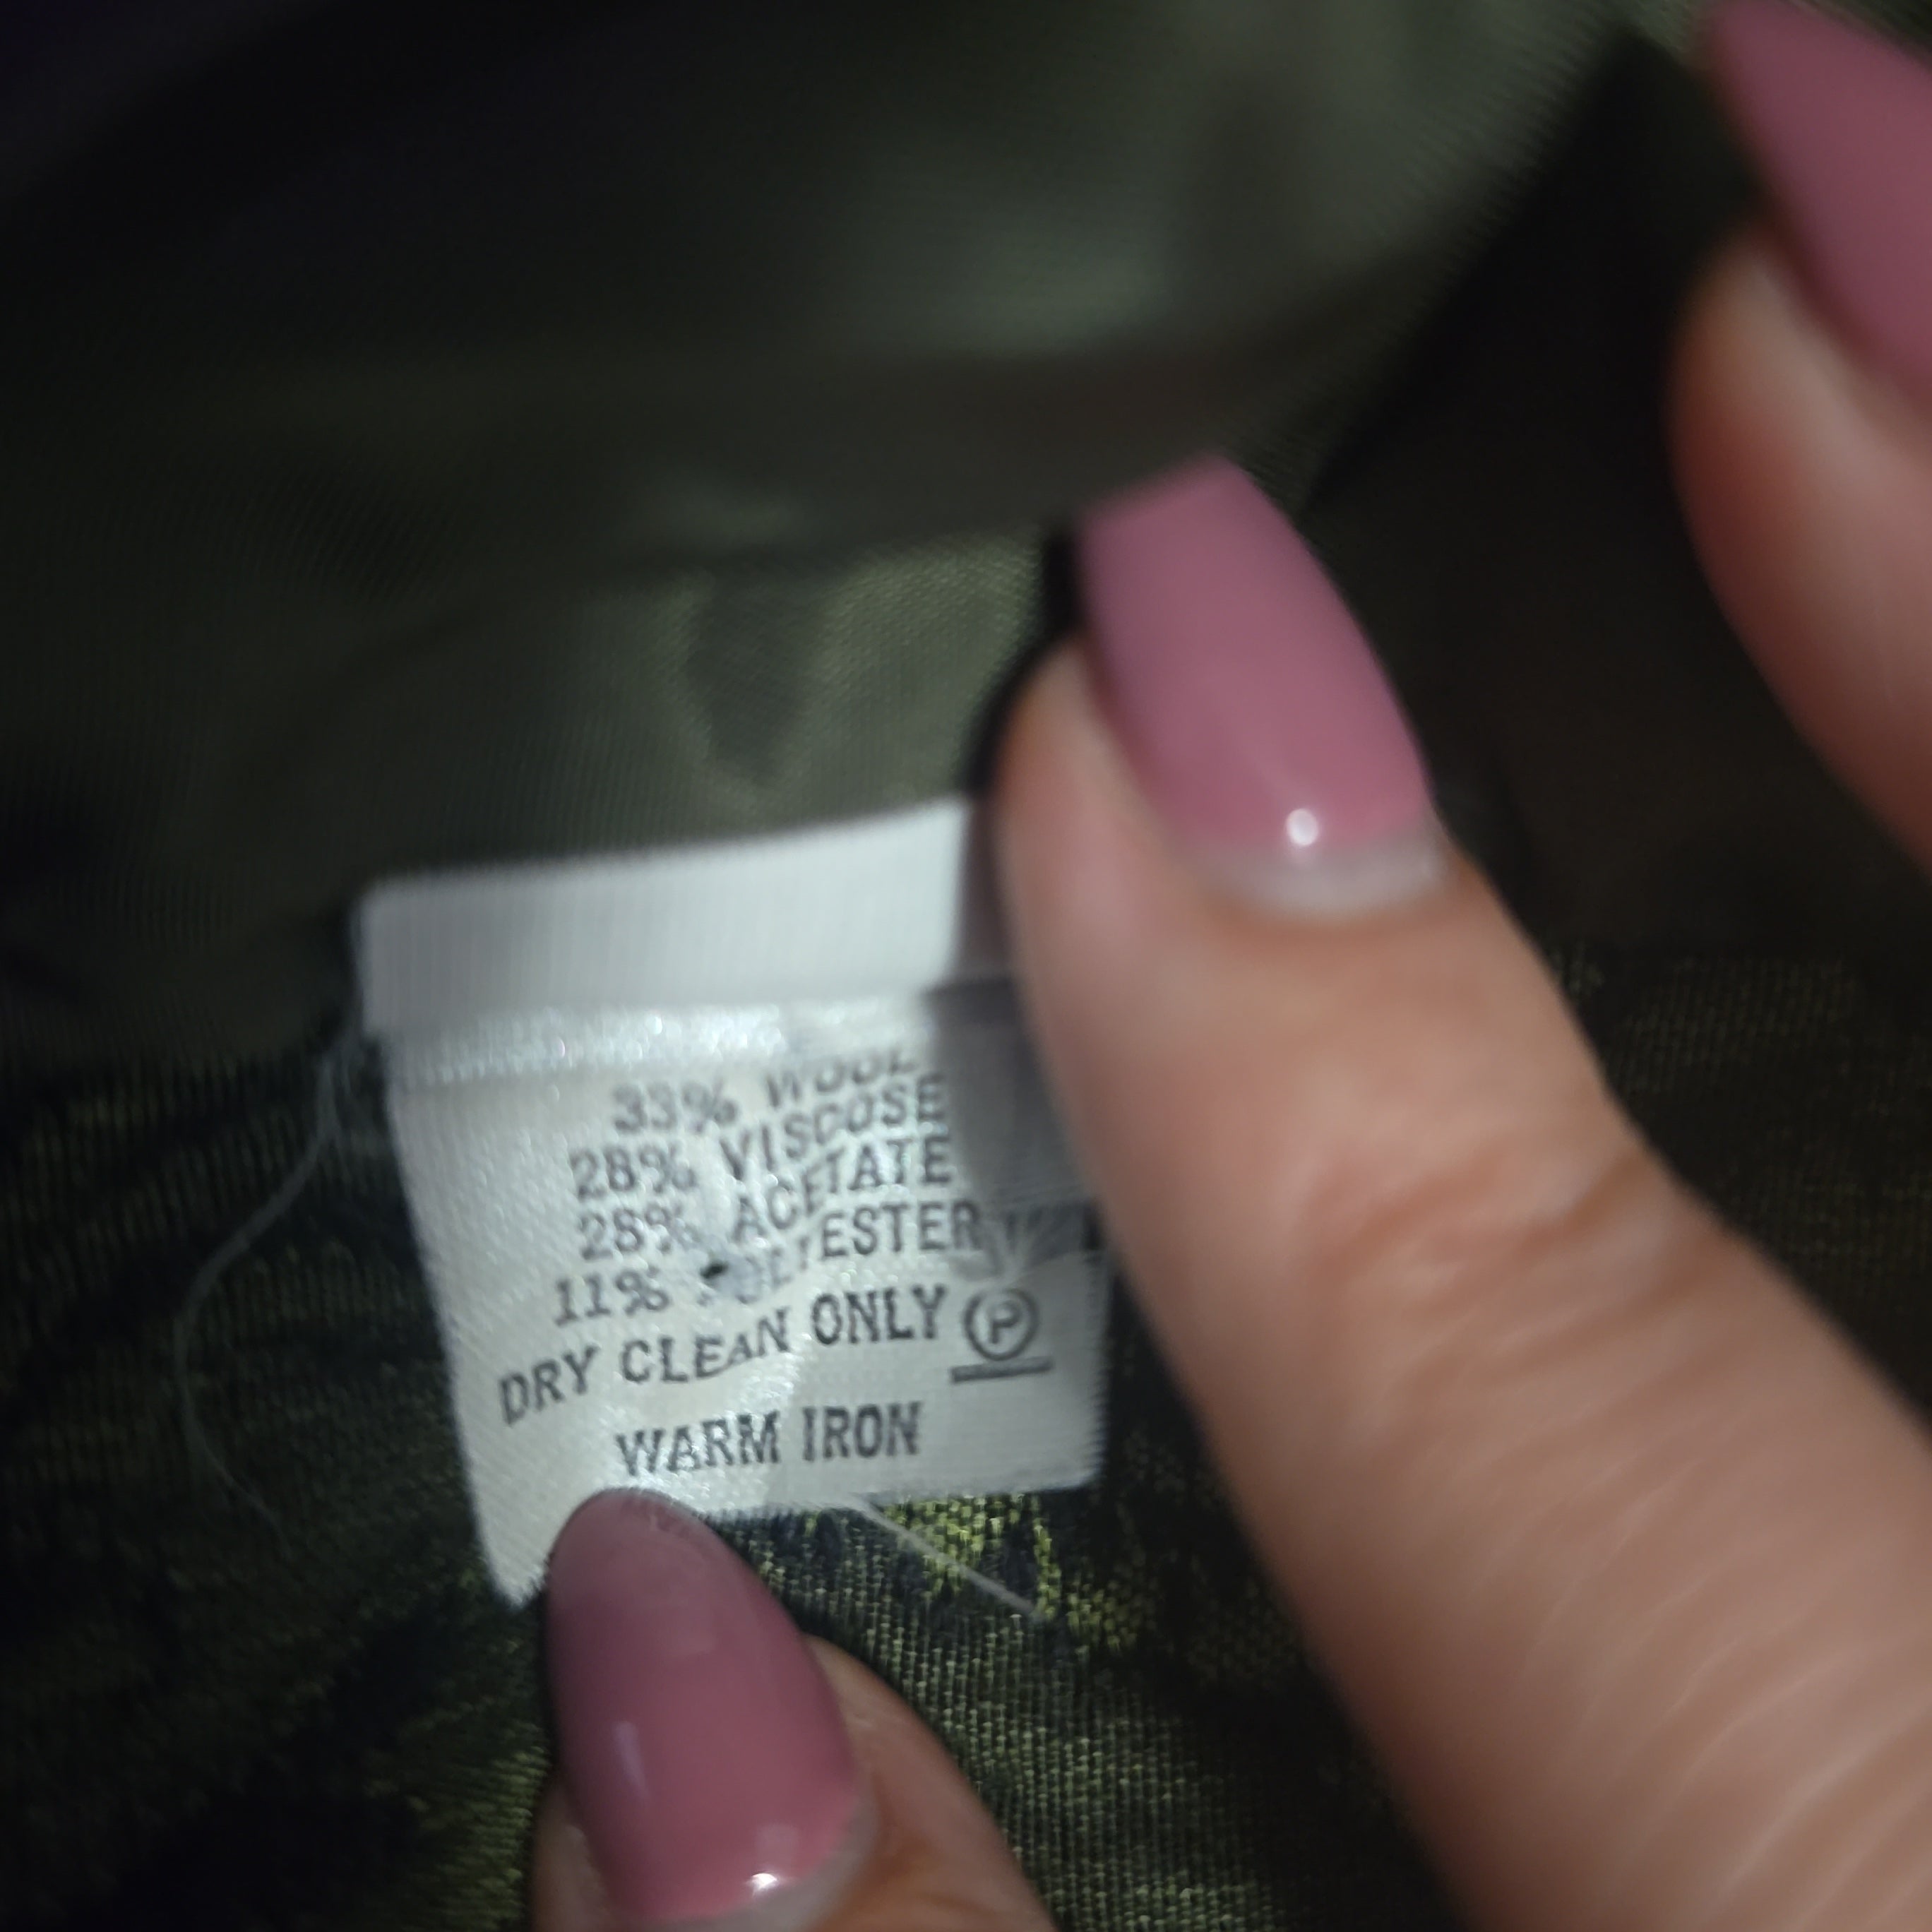 33% WOOL
28% VISCOSE
28% ACETATE
11% POLYESTER
DRY CLEAN ONLY Ⓟ
WARM IRON